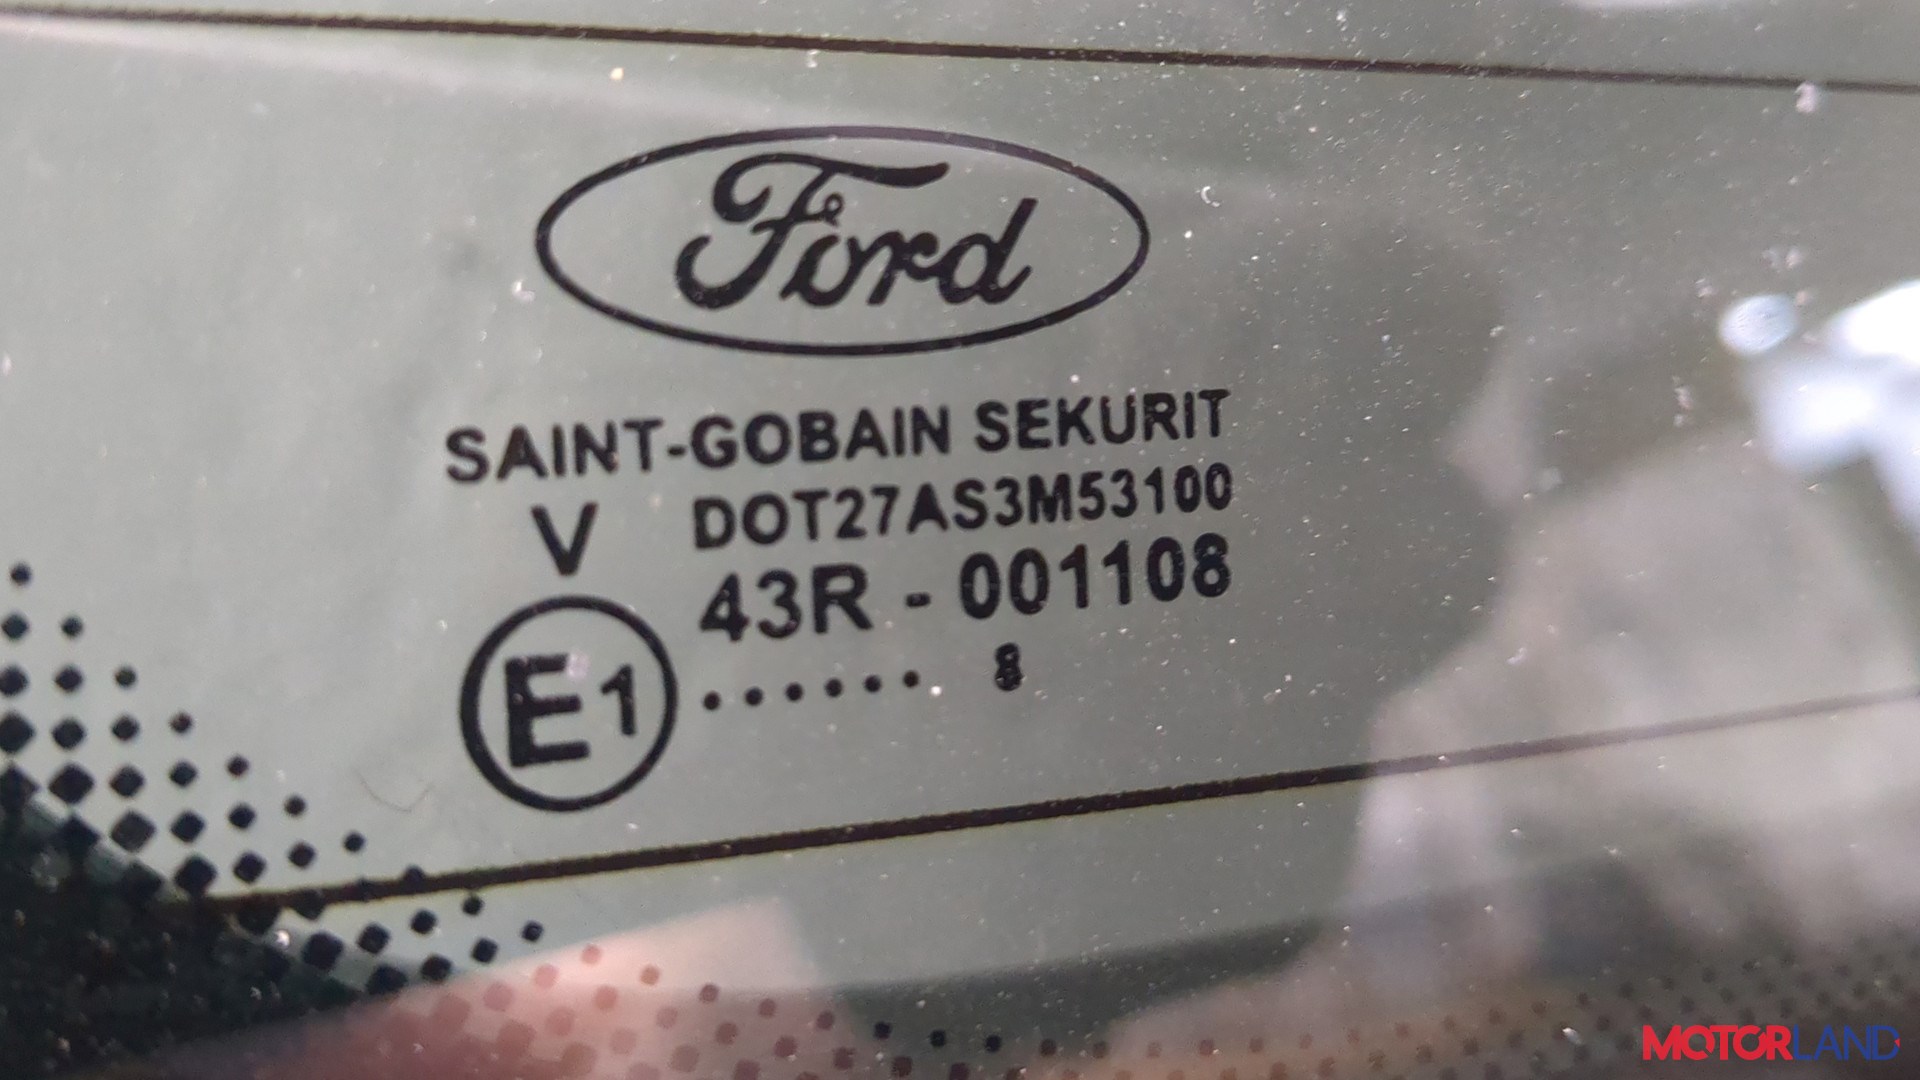 Ford
SAINT-GOBAIN SEKURIT
V DOT27AS3M53100
43R - 001108
E1 ...... 8
MOTORLAND